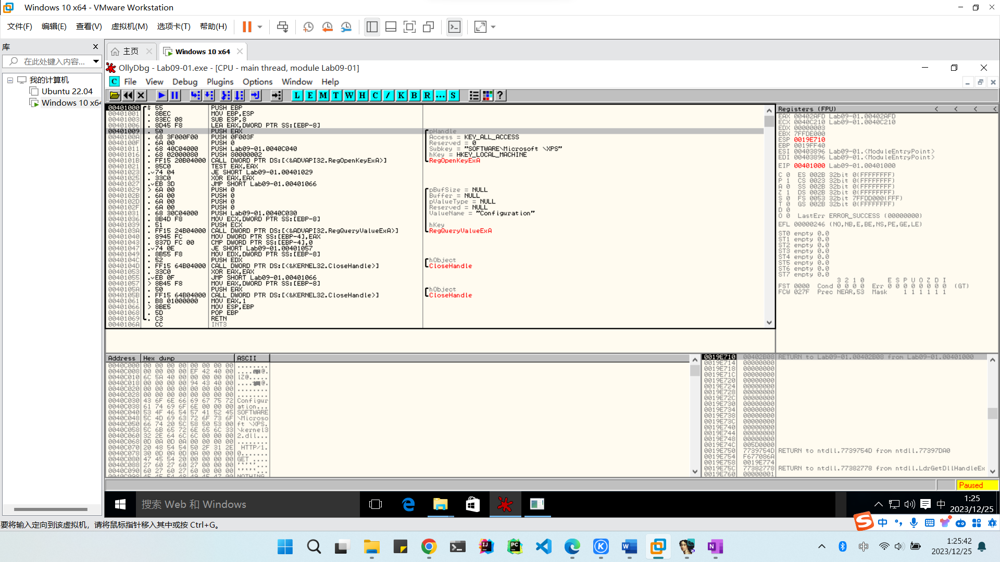 Windows 10 x64 - VMware Workstation
文件(F) 编辑(E) 查看(V) 虚拟机(M) 选项卡(T) 帮助(H)
库
在此处键入内容...
我的计算机
Ubuntu 22.04
Windows 10 x64
主页
Windows 10 x64
OllyDbg - Lab09-01.exe - [CPU - main thread, module Lab09-01]
C File View Debug Plugins Options Window Help
L E M T W H C / K B R ... S ?
00401000 $ 55 PUSH EBP
00401001 . 8BEC MOV EBP,ESP
00401003 . 83EC 08 SUB ESP,8
00401006 . 8D45 F8 LEA EAX,DWORD PTR SS:[EBP-8]
00401009 . 50 PUSH EAX pHandle
0040100A . 68 3F000F00 PUSH 0F003F Access = KEY_ALL_ACCESS
0040100F . 6A 00 PUSH 0 Reserved = 0
00401011 . 68 40C04000 PUSH Lab09-01.0040C040 Subkey = "SOFTWARE\Microsoft \XPS"
00401016 . 68 02000080 PUSH 80000002 hKey = HKEY_LOCAL_MACHINE
0040101B . FF15 20B04000 CALL DWORD PTR DS:[<&ADVAPI32.RegOpenKeyExA>] RegOpenKeyExA
00401021 . 85C0 TEST EAX,EAX
00401023 . 74 04 JE SHORT Lab09-01.00401029
00401025 . 33C0 XOR EAX,EAX
00401027 . EB 3D JMP SHORT Lab09-01.00401066
00401029 > 6A 00 PUSH 0 pBufSize = NULL
0040102B . 6A 00 PUSH 0 Buffer = NULL
0040102D . 6A 00 PUSH 0 pValueType = NULL
0040102F . 6A 00 PUSH 0 Reserved = NULL
00401031 . 68 30C04000 PUSH Lab09-01.0040C030 ValueName = "Configuration"
00401036 . 8B4D F8 MOV ECX,DWORD PTR SS:[EBP-8]
00401039 . 51 PUSH ECX hKey
0040103A . FF15 24B04000 CALL DWORD PTR DS:[<&ADVAPI32.RegQueryValueExA>] RegQueryValueExA
00401040 . 8945 FC MOV DWORD PTR SS:[EBP-4],EAX
00401043 . 837D FC 00 CMP DWORD PTR SS:[EBP-4],0
00401047 . 74 0E JE SHORT Lab09-01.00401057
00401049 . 8B55 F8 MOV EDX,DWORD PTR SS:[EBP-8]
0040104C . 52 PUSH EDX hObject
0040104D . FF15 64B04000 CALL DWORD PTR DS:[<&KERNEL32.CloseHandle>] CloseHandle
00401053 . 33C0 XOR EAX,EAX
00401055 . EB 0F JMP SHORT Lab09-01.00401066
00401057 > 8B45 F8 MOV EAX,DWORD PTR SS:[EBP-8]
0040105A . 50 PUSH EAX hObject
0040105B . FF15 64B04000 CALL DWORD PTR DS:[<&KERNEL32.CloseHandle>] CloseHandle
00401061 . B8 01000000 MOV EAX,1
00401066 > 8BE5 MOV ESP,EBP
00401068 . 5D POP EBP
00401069 . C3 RETN
0040106A CC INT3
Registers (FPU) < < < <
EAX 00402AFD Lab09-01.00402AFD
ECX 0040C210 Lab09-01.0040C210
EDX 00000003
EBX 7FFDE000
ESP 0019E710
EBP 0019FF40
ESI 00403896 Lab09-01.<ModuleEntryPoint>
EDI 00403896 Lab09-01.<ModuleEntryPoint>
EIP 00401000 Lab09-01.00401000
C 0 ES 002B 32bit 0(FFFFFFFF)
P 1 CS 0023 32bit 0(FFFFFFFF)
A 0 SS 002B 32bit 0(FFFFFFFF)
Z 1 DS 002B 32bit 0(FFFFFFFF)
S 0 FS 0053 32bit 7FFDD000(FFF)
T 0 GS 002B 32bit 0(FFFFFFFF)
D 0
O 0 LastErr ERROR_SUCCESS (00000000)
EFL 00000246 (NO,NB,E,BE,NS,PE,GE,LE)
ST0 empty 0.0
ST1 empty 0.0
ST2 empty 0.0
ST3 empty 0.0
ST4 empty 0.0
ST5 empty 0.0
ST6 empty 0.0
ST7 empty 0.0
3 2 1 0 E S P U O Z D I
FST 0000 Cond 0 0 0 0 Err 0 0 0 0 0 0 0 0 (GT)
FCW 027F Prec NEAR,53 Mask 1 1 1 1 1 1
Address Hex dump ASCII
0040C000 00 00 00 00 00 00 00 00 ........
0040C008 00 00 00 00 EF 42 40 00
0040C010 6C 5A 40 00 00 00 00 00 lZ@.....
0040C018 00 00 00 00 94 43 40 00
0040C020 00 00 00 00 00 00 00 00 ........
0040C028 00 00 00 00 00 00 00 00 ........
0040C030 43 6F 6E 66 69 67 75 72 Configur
0040C038 61 74 69 6F 6E 00 00 00 ation...
0040C040 53 4F 46 54 57 41 52 45 SOFTWARE
0040C048 5C 4D 69 63 72 6F 73 6F \Microso
0040C050 66 74 20 5C 58 50 53 00 ft \XPS.
0040C058 5C 6B 65 72 6E 65 6C 33 \kernel3
0040C060 32 2E 64 6C 6C 00 00 00 2.dll...
0040C068 0D 0A 0D 0A 00 00 00 00 ........
0040C070 20 48 54 54 50 2F 31 2E HTTP/1.
0040C078 30 0D 0A 0D 0A 00 00 00 0.......
0040C080 47 45 54 20 00 00 00 00 GET ....
0040C088 27 60 27 60 27 00 00 00
0040C090 60 27 60 27 60 00 00 00
0040C098 4E 4F 54 48 49 4E 47 00 NOTHING.
0019E710 00402B08 RETURN to Lab09-01.00402B08 from Lab09-01.00401000
0019E714 00000000
0019E718 00000000
0019E71C 00000000
0019E720 00000000
0019E724 00000000
0019E728 00000000
0019E72C 00000000
0019E730 00000000
0019E734 00000000
0019E738 00000000
0019E73C 00000000
0019E740 00000000
0019E744 00000000
0019E748 00000000
0019E74C 005D0000
0019E750 7739754D RETURN to ntdll.7739754D from ntdll.77397DA0
0019E754 F677086A
0019E758 0019E774
0019E75C 77382778 RETURN to ntdll.77382778 from ntdll.LdrGetDllHandleEx
0019E760 00000001
Paused
搜索 Web 和 Windows
中
1:25
2023/12/25
要将输入定向到该虚拟机，请将鼠标指针移入其中或按 Ctrl+G。
S 中
中
1:25:42
2023/12/25